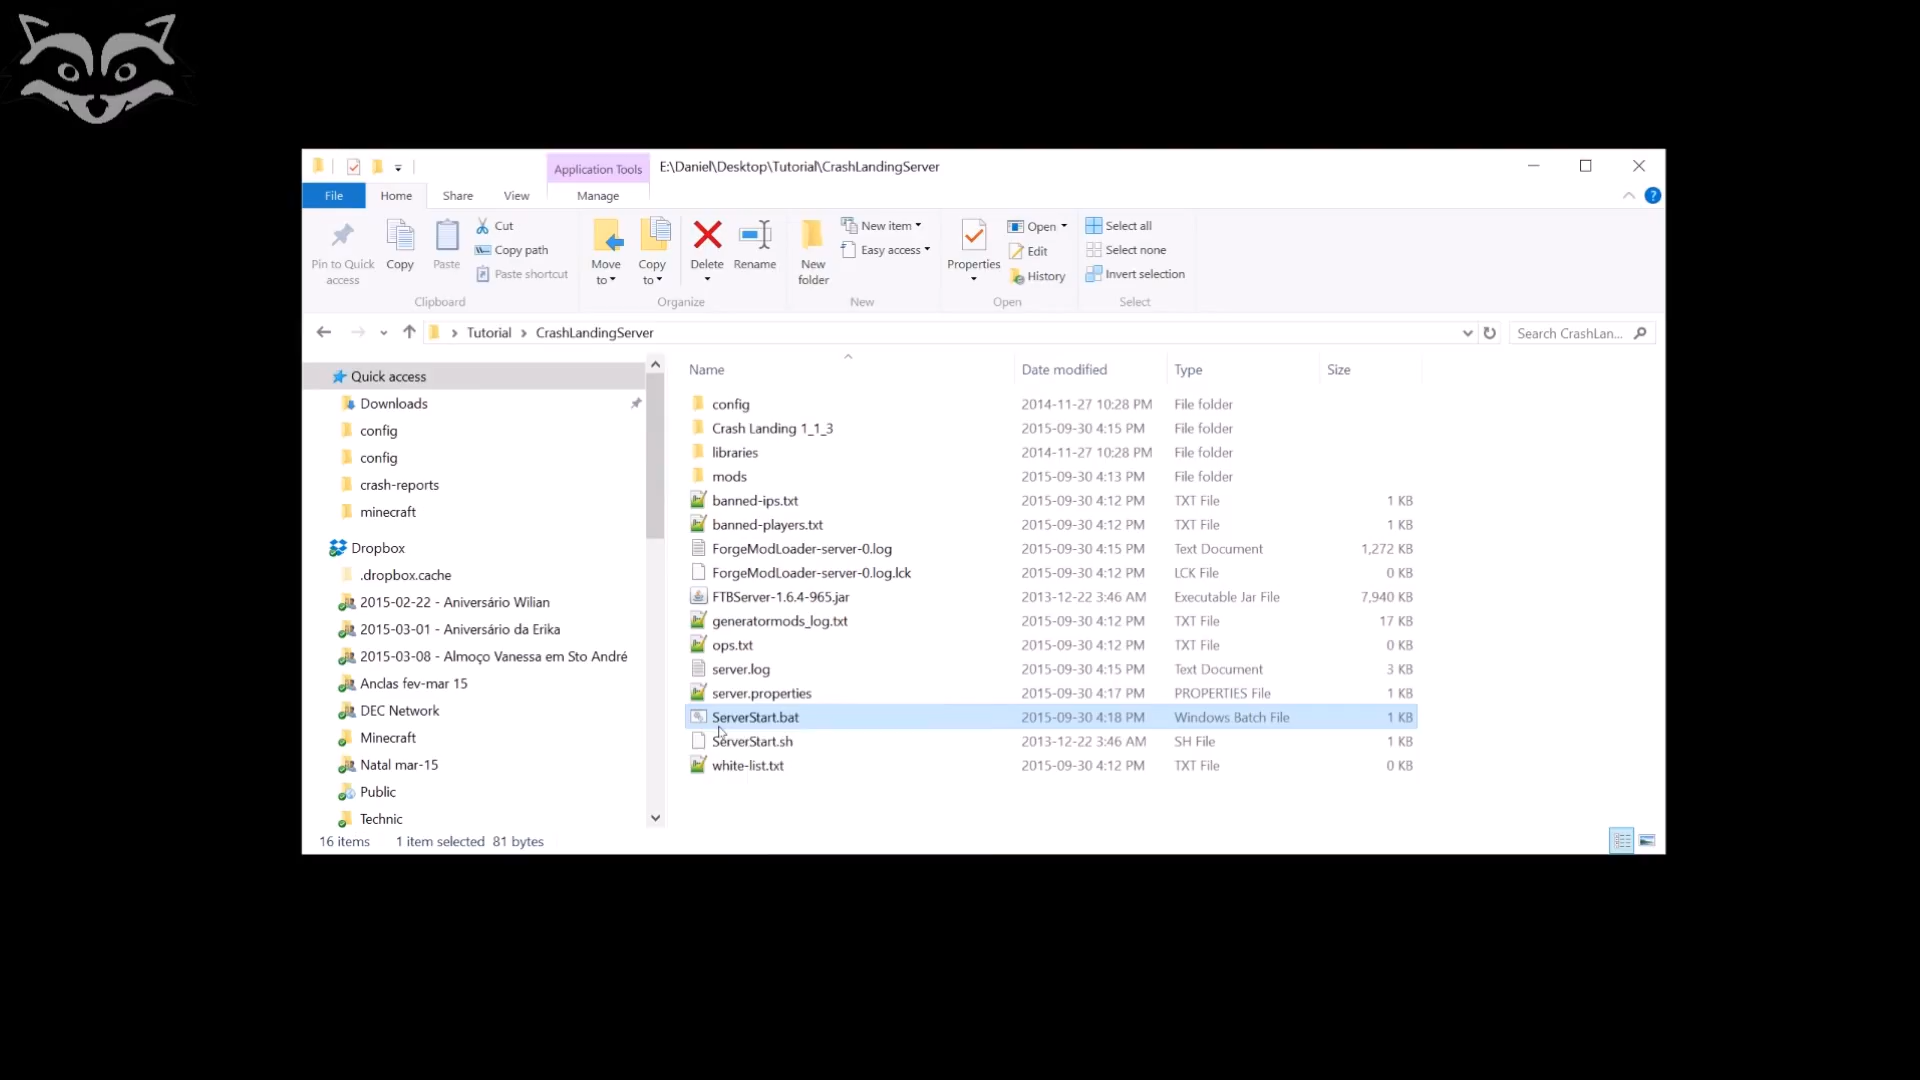 Application Tools
E:\Daniel\Desktop\Tutorial\CrashLandingServer
File
Home
Share
View
Manage
?
Pin to Quick access
Copy
Paste
Cut
Copy path
Paste shortcut
Clipboard
Move to
Copy to
Delete
Rename
Organize
New folder
New item
Easy access
New
Properties
Open
Edit
History
Open
Select all
Select none
Invert selection
Select
Tutorial > CrashLandingServer
Search CrashLan...
Quick access
Downloads
config
config
crash-reports
minecraft
Dropbox
.dropbox.cache
2015-02-22 - Aniversário Wilian
2015-03-01 - Aniversário da Erika
2015-03-08 - Almoço Vanessa em Sto André
Anclas fev-mar 15
DEC Network
Minecraft
Natal mar-15
Public
Technic
Name Date modified Type Size
config 2014-11-27 10:28 PM File folder
Crash Landing 1_1_3 2015-09-30 4:15 PM File folder
libraries 2014-11-27 10:28 PM File folder
mods 2015-09-30 4:13 PM File folder
banned-ips.txt 2015-09-30 4:12 PM TXT File 1 KB
banned-players.txt 2015-09-30 4:12 PM TXT File 1 KB
ForgeModLoader-server-0.log 2015-09-30 4:15 PM Text Document 1,272 KB
ForgeModLoader-server-0.log.lck 2015-09-30 4:12 PM LCK File 0 KB
FTBServer-1.6.4-965.jar 2013-12-22 3:46 AM Executable Jar File 7,940 KB
generatormods_log.txt 2015-09-30 4:12 PM TXT File 17 KB
ops.txt 2015-09-30 4:12 PM TXT File 0 KB
server.log 2015-09-30 4:15 PM Text Document 3 KB
server.properties 2015-09-30 4:17 PM PROPERTIES File 1 KB
ServerStart.bat 2015-09-30 4:18 PM Windows Batch File 1 KB
ServerStart.sh 2013-12-22 3:46 AM SH File 1 KB
white-list.txt 2015-09-30 4:12 PM TXT File 0 KB
16 items 1 item selected 81 bytes